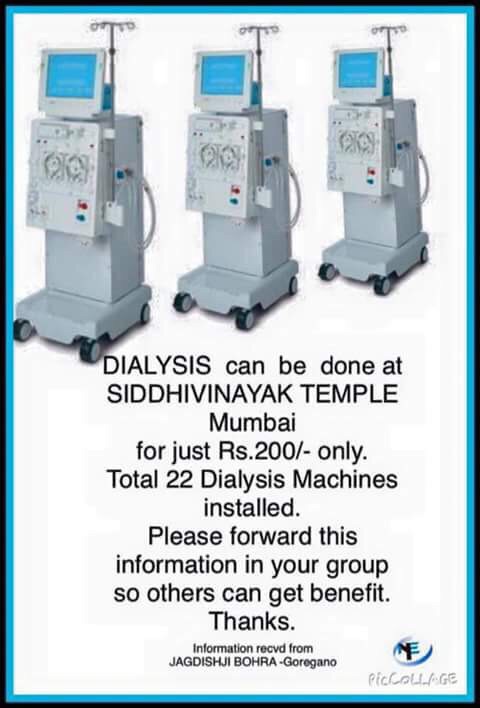 DIALYSIS can be done at
SIDDHIVINAYAK TEMPLE
Mumbai
for just Rs.200/- only.
Total 22 Dialysis Machines
installed.
Please forward this
information in your group
so others can get benefit.
Thanks.
Information recvd from
JAGDISHJI BOHRA -Goregano
PicCOLLAGE